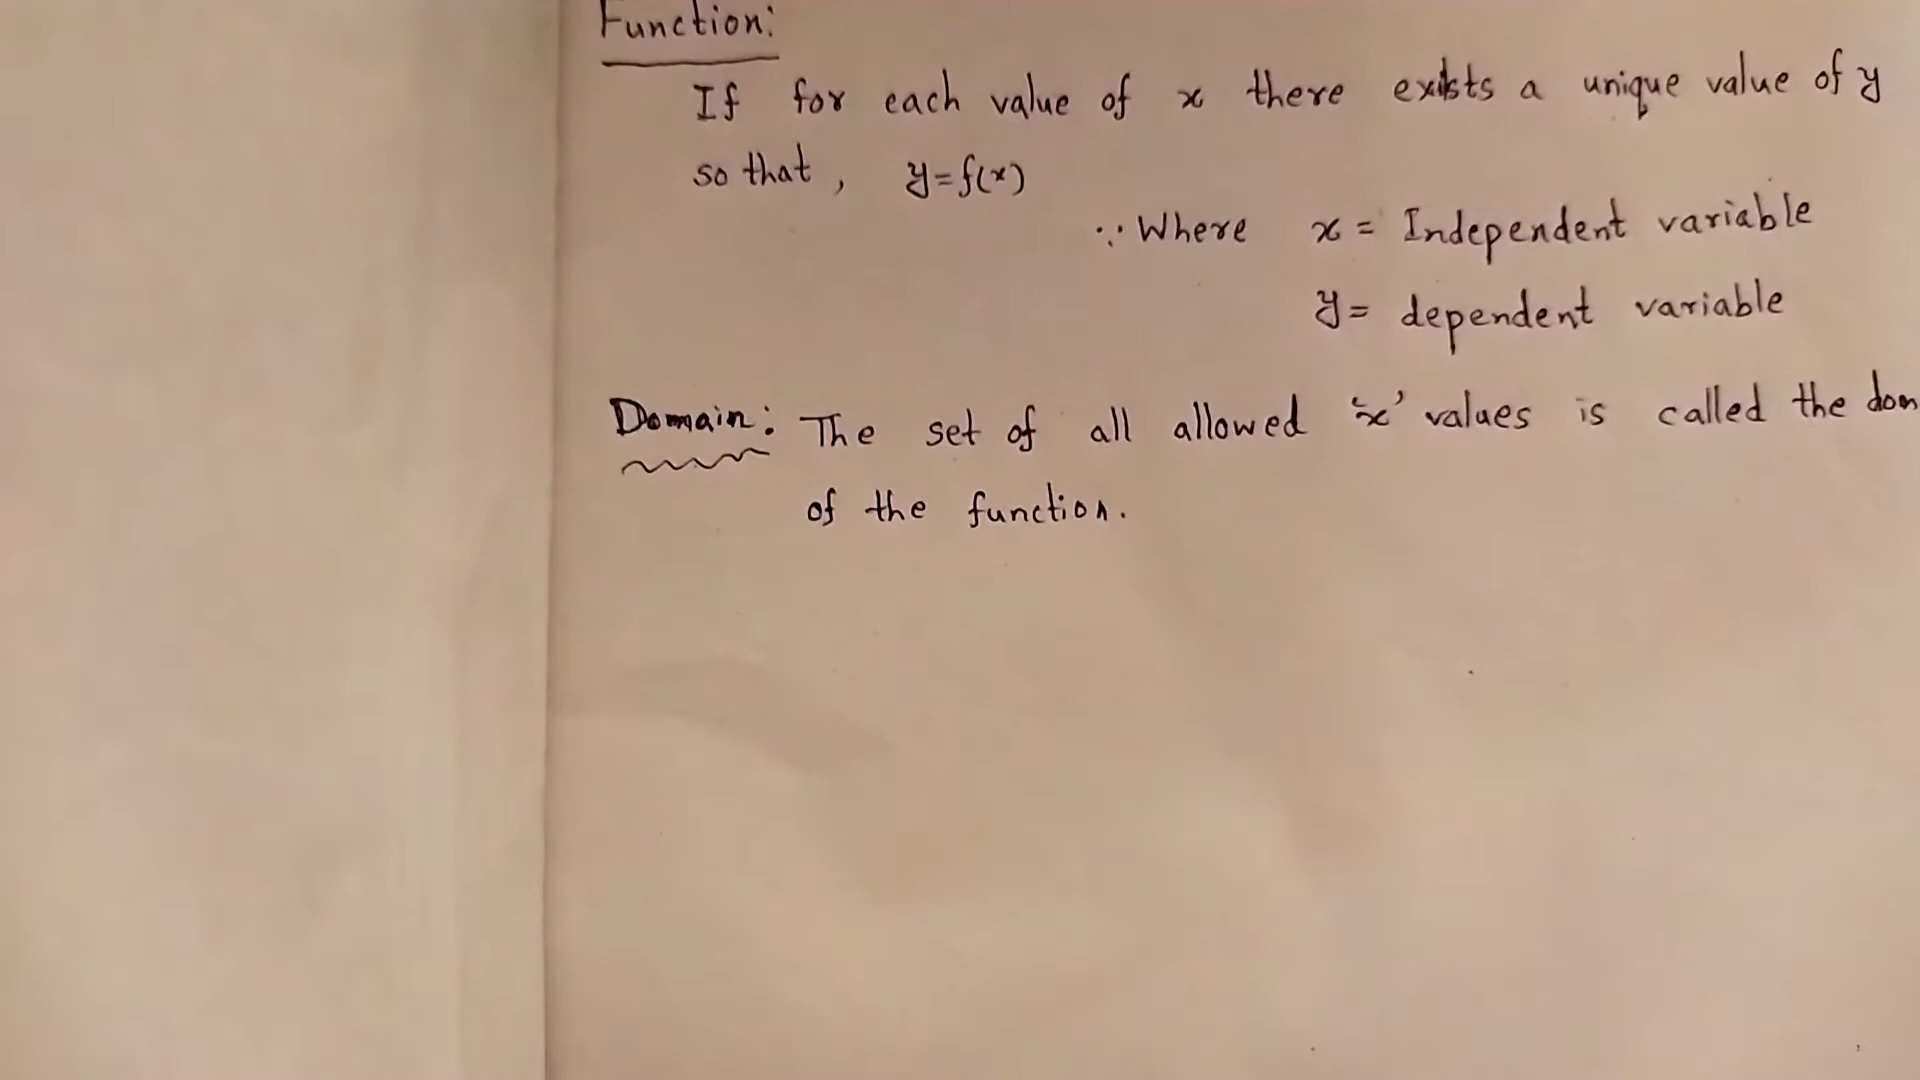 Function:
If for each value of x there exists a unique value of y
so that, y=f(x)
∵ Where x = Independent variable
y = dependent variable
Domain: The set of all allowed 'x' values is called the dom
of the function.